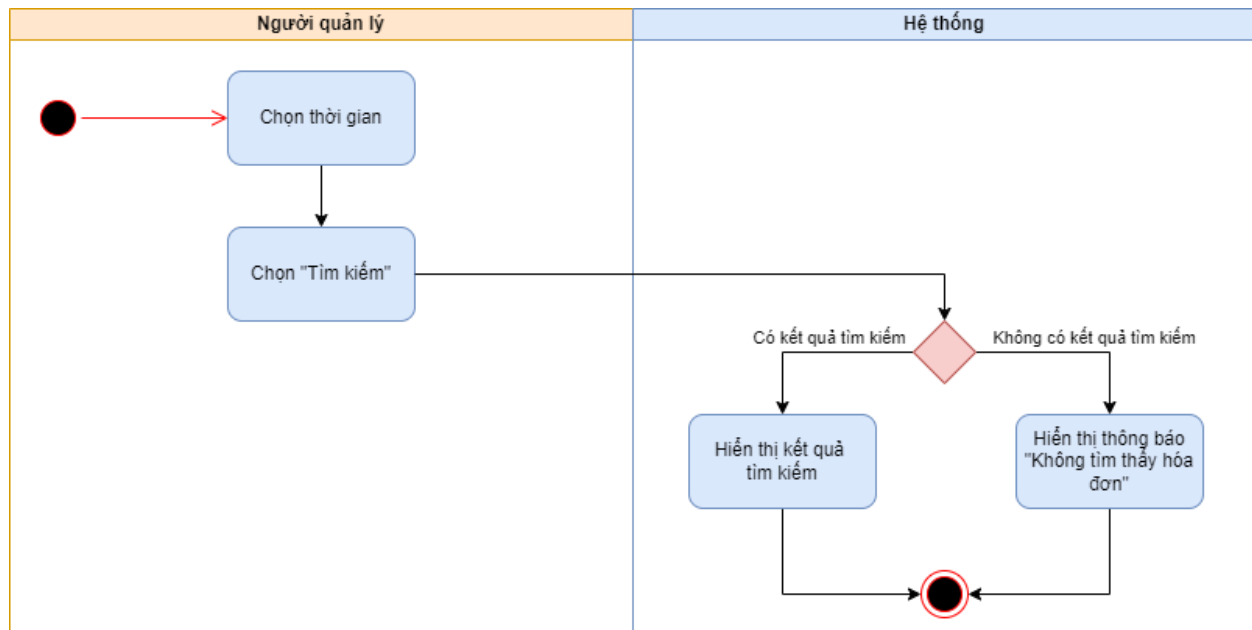 Người quản lý
Hệ thống
Chọn thời gian
Chọn "Tìm kiếm"
Có kết quả tìm kiếm
Không có kết quả tìm kiếm
Hiển thị kết quả
tìm kiếm
Hiển thị thông báo
"Không tìm thấy hóa
đơn"